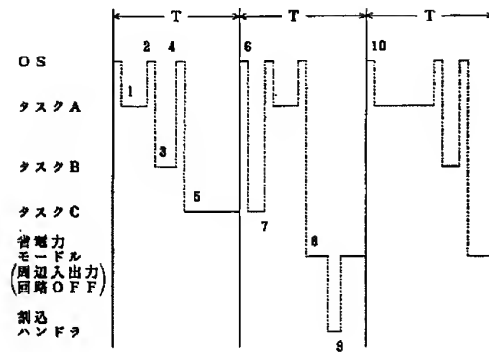 T T T
2 4 6 10
OS
1
タスクA
タスクB 3
5
タスクC
7
省電力
モードル 8
(周辺入出力
回路OFF)
割込
ハンドラ
9